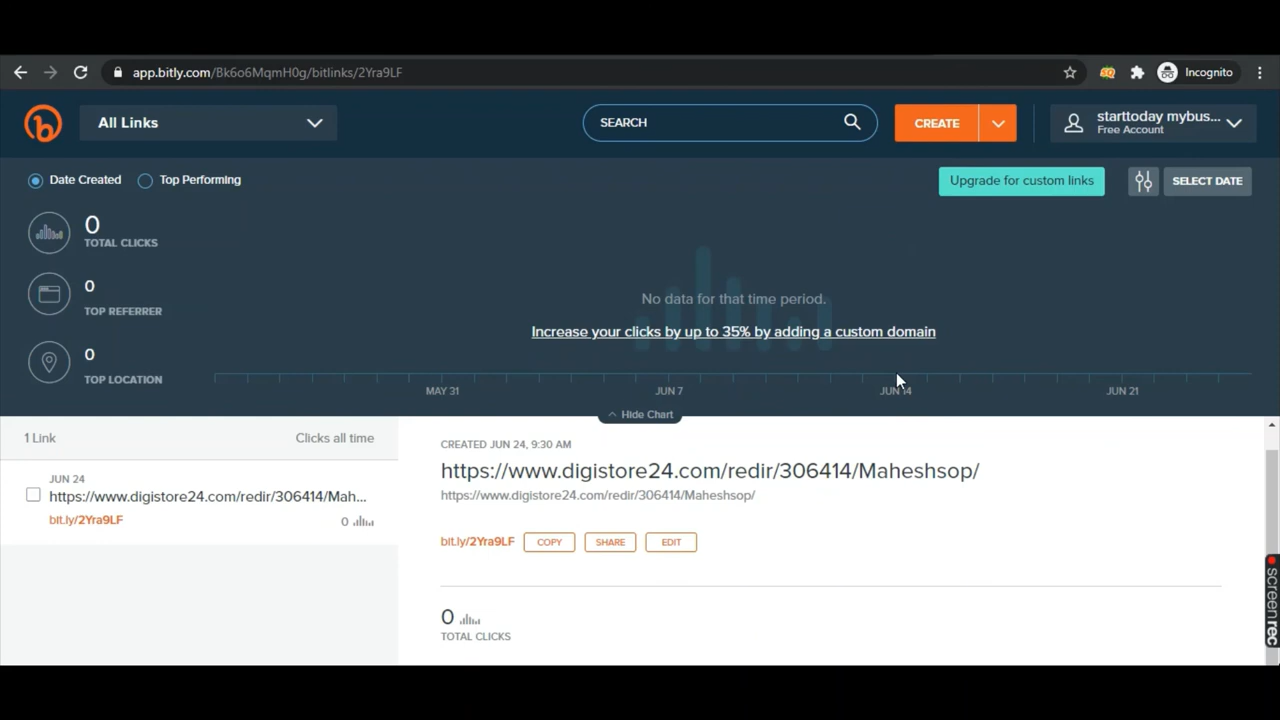 app.bitly.com/Bk6o6MqmH0g/bitlinks/2Yra9LF
Incognito
All Links
SEARCH
CREATE
starttoday mybus...
Free Account
Date Created
Top Performing
Upgrade for custom links
SELECT DATE
0
TOTAL CLICKS
0
TOP REFERRER
0
TOP LOCATION
No data for that time period.
Increase your clicks by up to 35% by adding a custom domain
MAY 31
JUN 7
JUN 14
JUN 21
Hide Chart
1 Link
Clicks all time
JUN 24
https://www.digistore24.com/redir/306414/Mah...
bit.ly/2Yra9LF
0
CREATED JUN 24, 9:30 AM
https://www.digistore24.com/redir/306414/Maheshsop/
https://www.digistore24.com/redir/306414/Maheshsop/
bit.ly/2Yra9LF
COPY
SHARE
EDIT
0
TOTAL CLICKS
screenrec